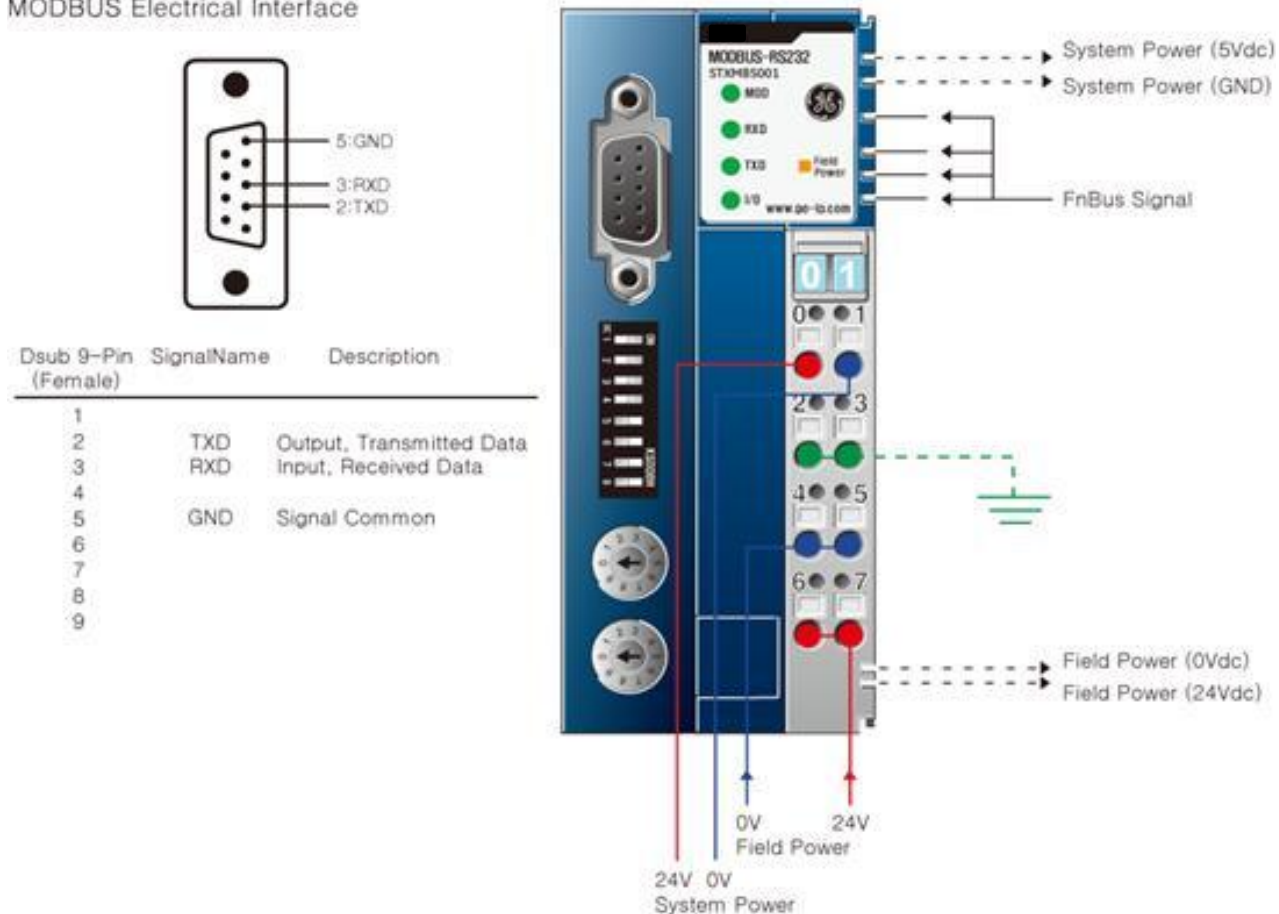 MODBUS Electrical Interface
5:GND
3:RXD
2:TXD
Dsub 9-Pin SignalName Description
(Female)
1
2 TXD Output, Transmitted Data
3 RXD Input, Received Data
4
5 GND Signal Common
6
7
8
9
MODBUS-RS232
STXMBS001
MOD
RXD
TXD
I/O
Field
Power
www.ge-ip.com
System Power (5Vdc)
System Power (GND)
FnBus Signal
01
0 1
2 3
4 5
6 7
Field Power (0Vdc)
Field Power (24Vdc)
0V 24V
Field Power
24V 0V
System Power